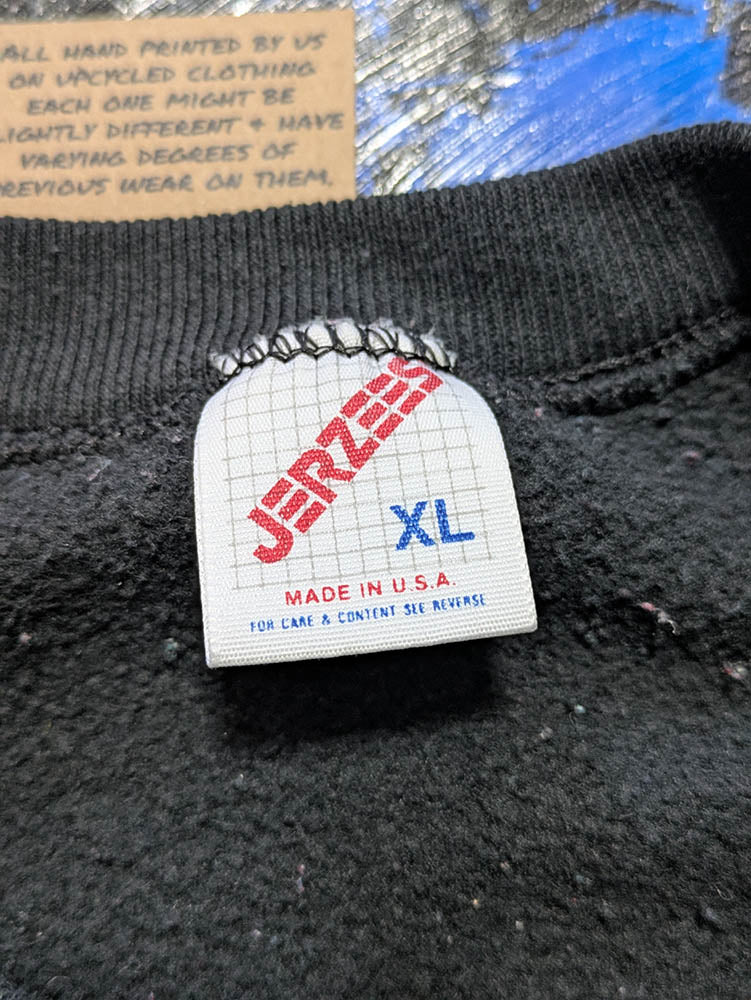 ALL HAND PRINTED BY US
ON UPCYCLED CLOTHING
EACH ONE MIGHT BE
LIGHTLY DIFFERENT + HAVE
VARYING DEGREES OF
PREVIOUS WEAR ON THEM.
JERZEES
XL
MADE IN U.S.A.
FOR CARE & CONTENT SEE REVERSE